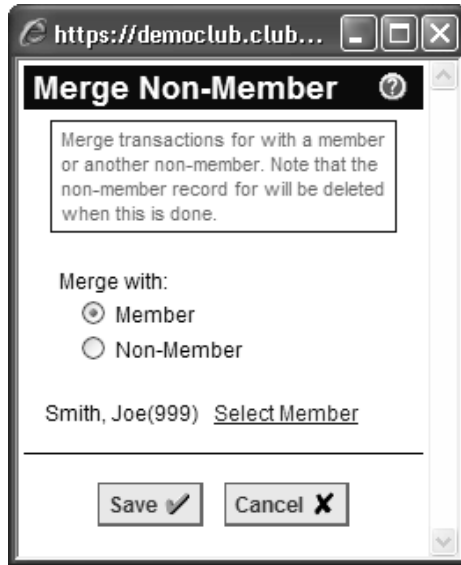 https://democlub.club...
Merge Non-Member ?
Merge transactions for with a member
or another non-member. Note that the
non-member record for will be deleted
when this is done.
Merge with:
Member
Non-Member
Smith, Joe(999) Select Member
Save Cancel